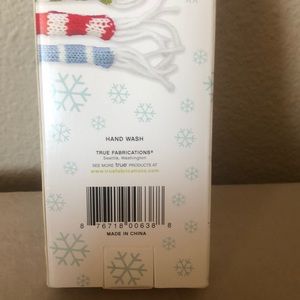 HAND WASH
TRUE FABRICATIONS®
Seattle, Washington
SEE MORE true® PRODUCTS AT
www.truefabrications.com
8 76718 00638 8
MADE IN CHINA